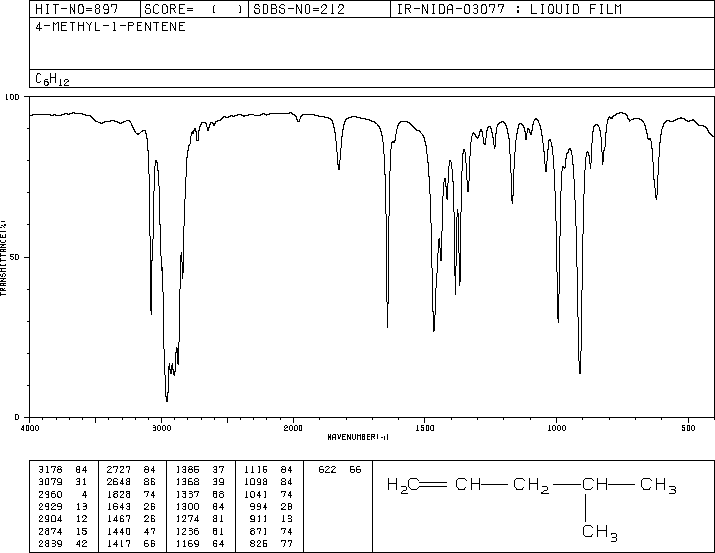 HIT-NO=897 SCORE= ( ) SDBS-NO=212 IR-NIDA-03077 : LIQUID FILM
4-METHYL-1-PENTENE
C6H12
100
50
0
TRANSMITTANCE(%)
4000 3000 2000 1500 1000 500
WAVENUMBER(-1)
3178 84 2727 84 1386 37 1116 84 622 66
3079 31 2648 86 1368 39 1098 84
2960 4 1828 74 1337 68 1041 74
2929 13 1643 26 1300 84 994 28
2904 12 1467 26 1274 81 911 13
2874 15 1440 47 1236 81 871 74
2839 42 1417 66 1169 64 826 77
H2C CH CH2 CH CH3
CH3